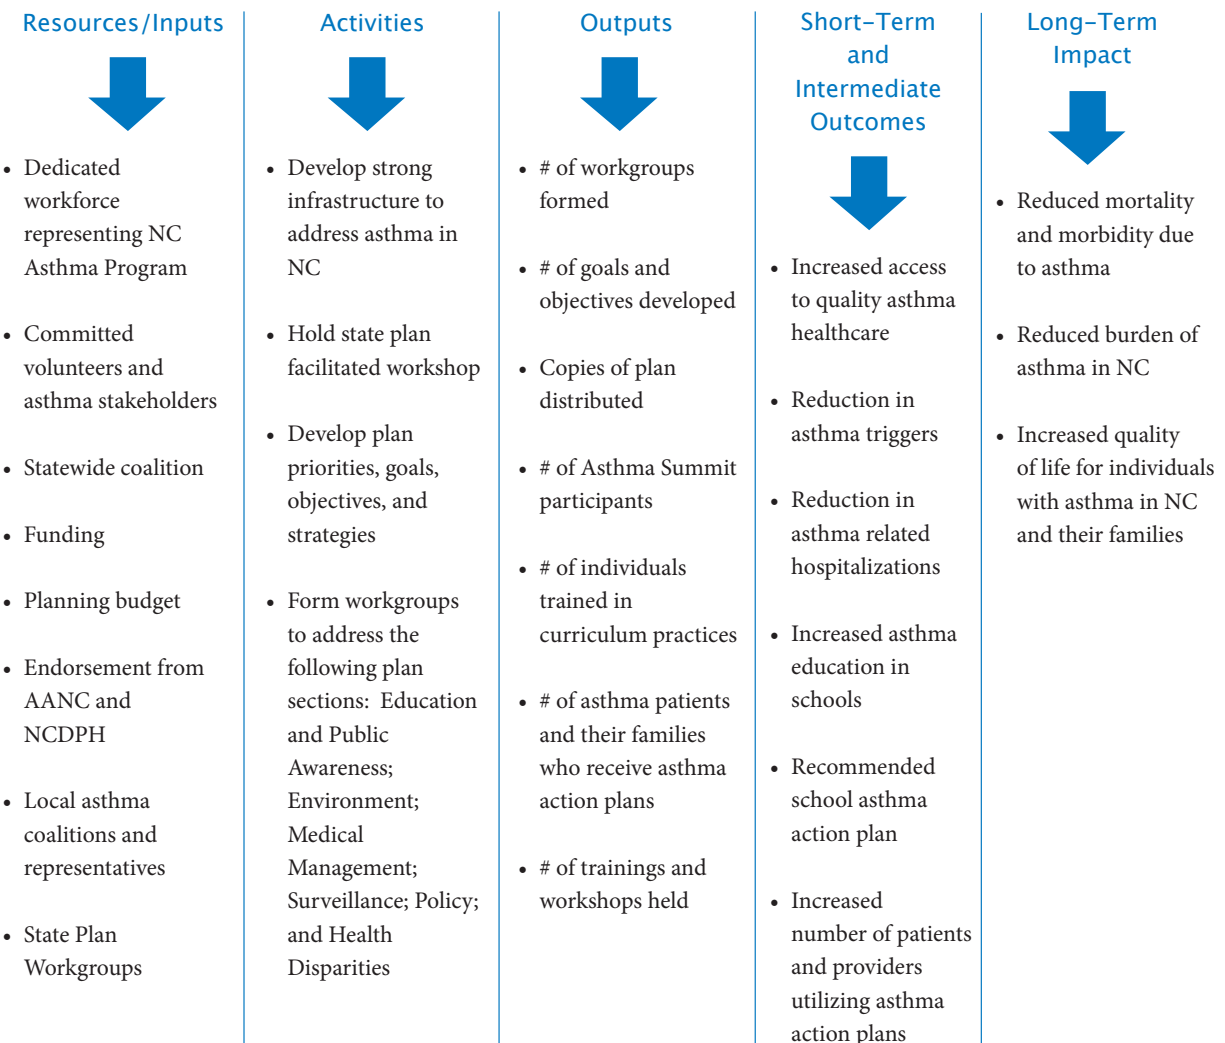 Resources/Inputs
• Dedicated
workforce
representing NC
Asthma Program
• Committed
volunteers and
asthma stakeholders
• Statewide coalition
• Funding
• Planning budget
• Endorsement from
AANC and
NCDPH
• Local asthma
coalitions and
representatives
• State Plan
Workgroups
Activities
• Develop strong
infrastructure to
address asthma in
NC
• Hold state plan
facilitated workshop
• Develop plan
priorities, goals,
objectives, and
strategies
• Form workgroups
to address the
following plan
sections:  Education
and Public
Awareness;
Environment;
Medical
Management;
Surveillance; Policy;
and Health
Disparities
Outputs
• # of workgroups
formed
• # of goals and
objectives developed
• Copies of plan
distributed
• # of Asthma Summit
participants
• # of individuals
trained in
curriculum practices
• # of asthma patients
and their families
who receive asthma
action plans
• # of trainings and
workshops held
Short-Term
and
Intermediate
Outcomes
• Increased access
to quality asthma
healthcare
• Reduction in
asthma triggers
• Reduction in
asthma related
hospitalizations
• Increased asthma
education in
schools
• Recommended
school asthma
action plan
• Increased
number of patients
and providers
utilizing asthma
action plans
Long-Term
Impact
• Reduced mortality
and morbidity due
to asthma
• Reduced burden of
asthma in NC
• Increased quality
of life for individuals
with asthma in NC
and their families